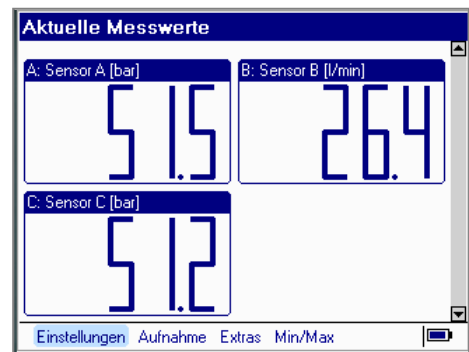 Aktuelle Messwerte
A: Sensor A [bar]
51.5
B: Sensor B [l/min]
26.4
C: Sensor C [bar]
51.2
Einstellungen Aufnahme Extras Min/Max